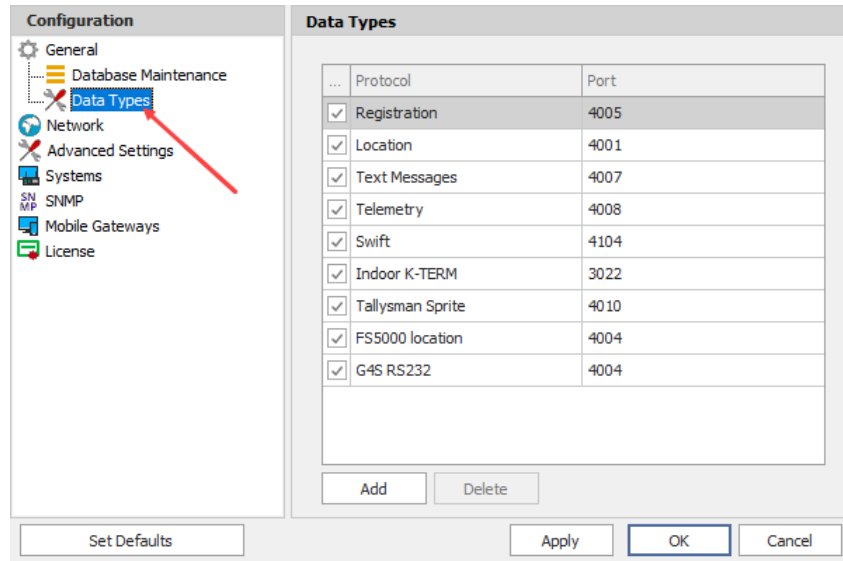 Configuration
General
Database Maintenance
Data Types
Network
Advanced Settings
Systems
SNMP
SNMP
Mobile Gateways
License
Data Types
... Protocol Port
Registration 4005
Location 4001
Text Messages 4007
Telemetry 4008
Swift 4104
Indoor K-TERM 3022
Tallysman Sprite 4010
FS5000 location 4004
G4S RS232 4004
Add Delete
Set Defaults Apply OK Cancel